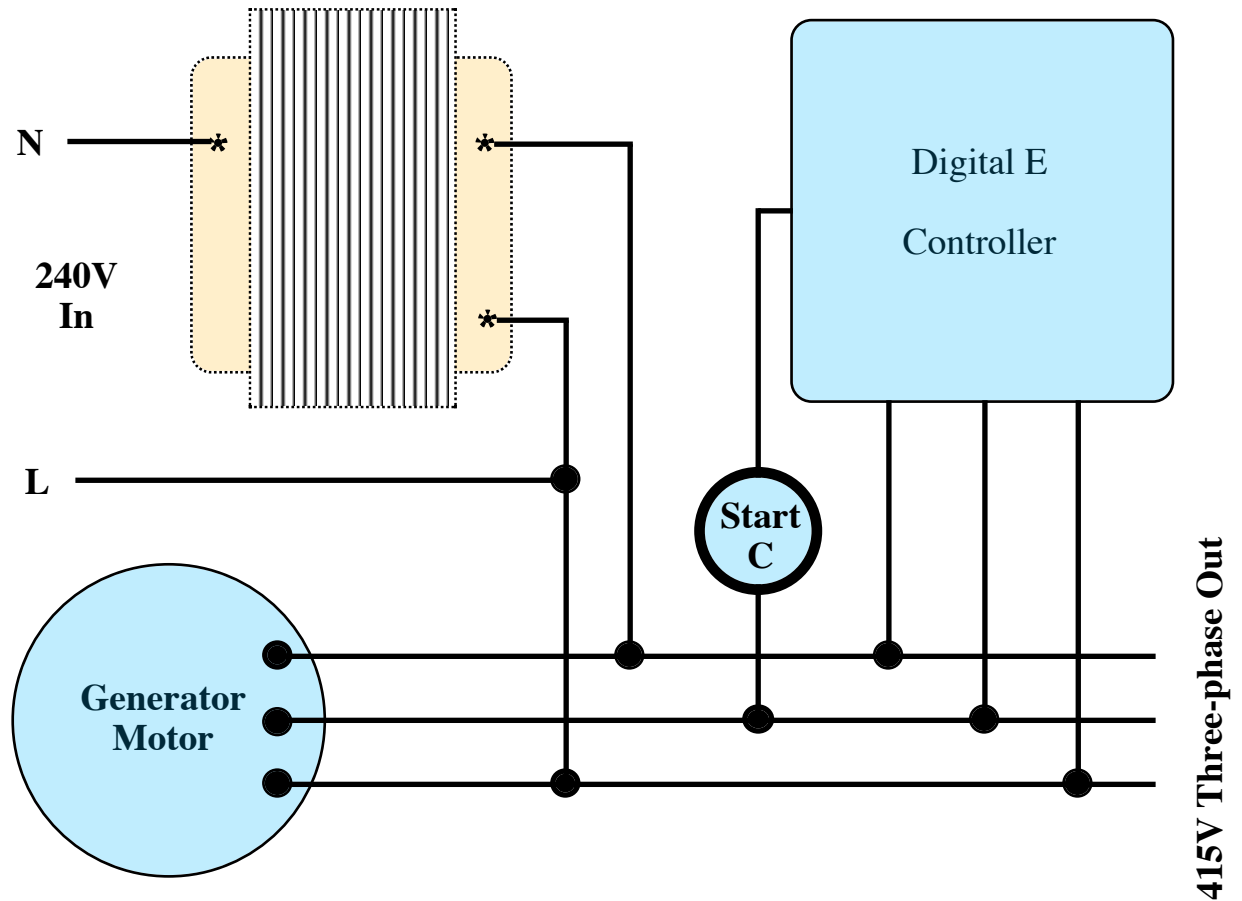 N
240V
In
L
Digital E
Controller
Start
C
Generator
Motor
415V Three-phase Out